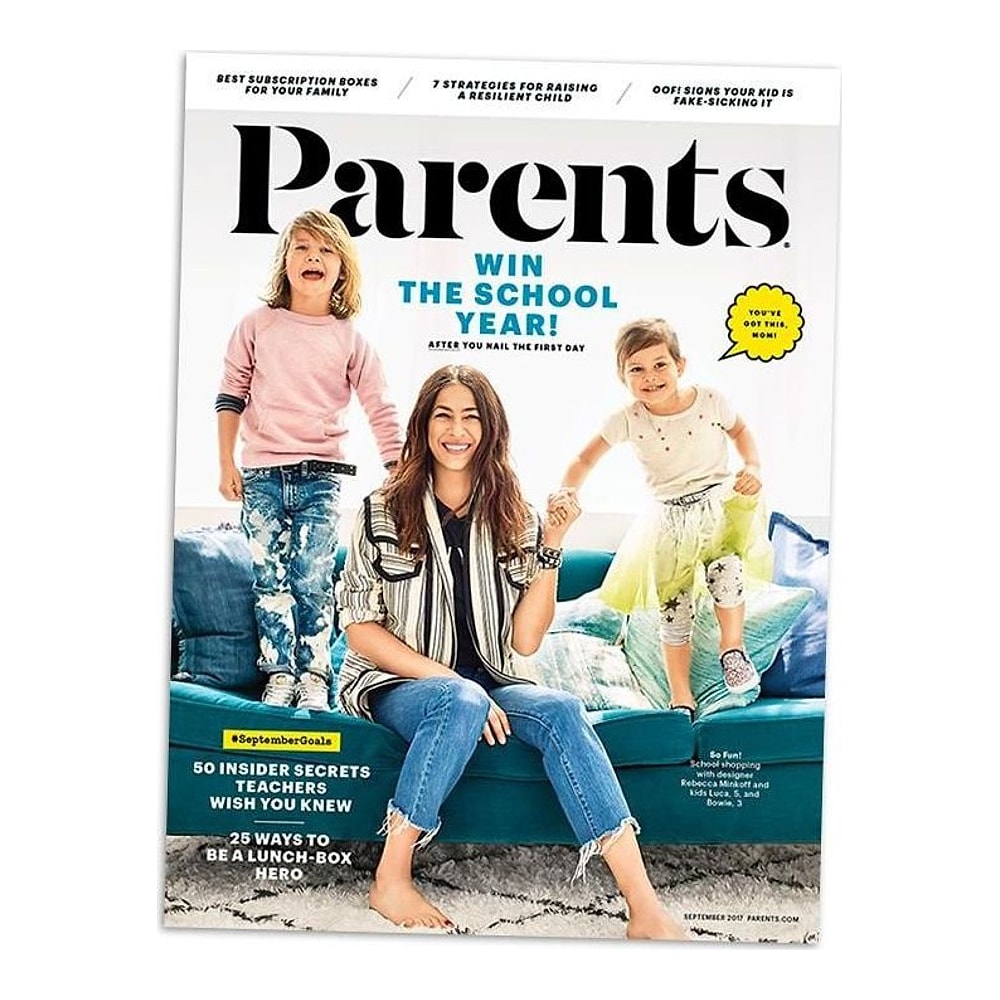 BEST SUBSCRIPTION BOXES
FOR YOUR FAMILY
7 STRATEGIES FOR RAISING
A RESILIENT CHILD
OOF! SIGNS YOUR KID IS
FAKE-SICKING IT
Parents®
WIN
THE SCHOOL
YEAR!
AFTER YOU NAIL THE FIRST DAY
YOU'VE
GOT THIS,
MOM!
#SeptemberGoals
50 INSIDER SECRETS
TEACHERS
WISH YOU KNEW
25 WAYS TO
BE A LUNCH-BOX
HERO
So Fun!
School shopping
with designer
Rebecca Minkoff and
kids Luca, 5, and
Bowie, 3
SEPTEMBER 2017 PARENTS.COM